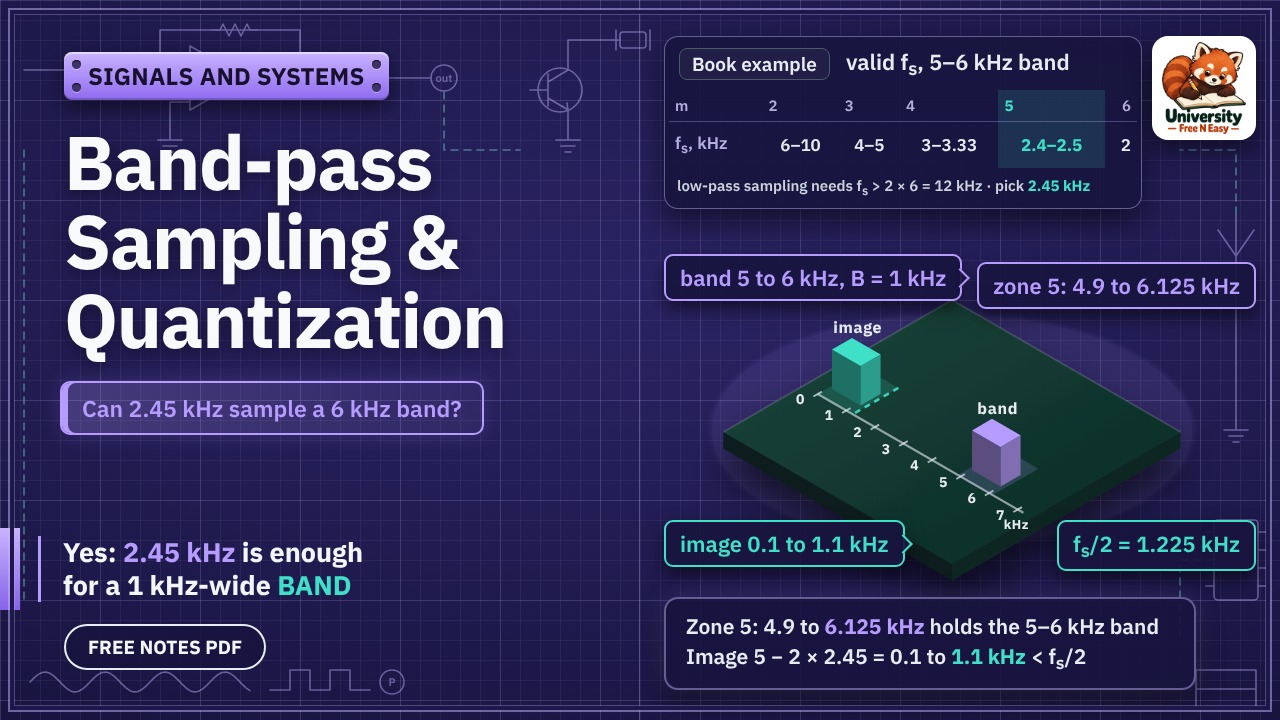 SIGNALS AND SYSTEMS
out
Band-pass
Sampling &
Quantization
Can 2.45 kHz sample a 6 kHz band?
Yes: 2.45 kHz is enough
for a 1 kHz-wide BAND
FREE NOTES PDF
P
Book example valid fs, 5–6 kHz band
m 2 3 4 5 6
fs, kHz 6–10 4–5 3–3.33 2.4–2.5 2
low-pass sampling needs fs > 2 × 6 = 12 kHz · pick 2.45 kHz
University
Free N Easy
band 5 to 6 kHz, B = 1 kHz
zone 5: 4.9 to 6.125 kHz
image
band
0
1
2
3
4
5
6
7
kHz
image 0.1 to 1.1 kHz
fs/2 = 1.225 kHz
Zone 5: 4.9 to 6.125 kHz holds the 5–6 kHz band
Image 5 − 2 × 2.45 = 0.1 to 1.1 kHz < fs/2